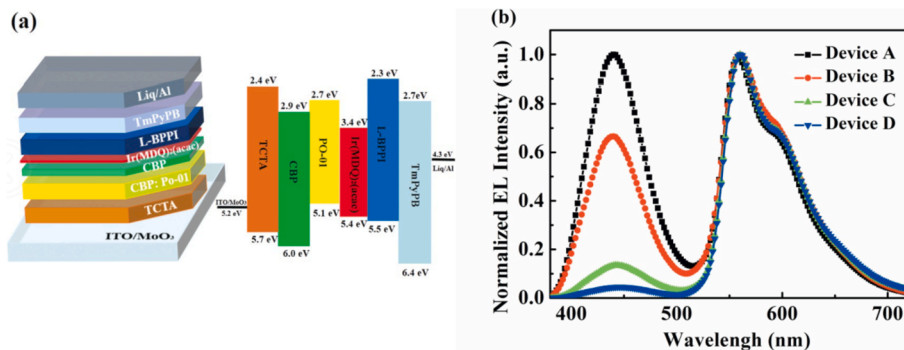 (a)
Liq/Al
TmPyPB
L-BPPI
Ir(MDQ)2(acac)
CBP
CBP: Po-01
TCTA
ITO/MoO3
ITO/MoO3
5.2 eV
2.4 eV
TCTA
5.7 eV
2.9 eV
CBP
6.0 eV
2.7 eV
PO-01
5.1 eV
3.4 eV
Ir(MDQ)2(acac)
5.4 eV
2.3 eV
L-BPPI
5.5 eV
2.7eV
TmPyPB
6.4 eV
4.3 eV
Liq/Al
(b)
Normalized EL Intensity (a.u.)
1.0
0.8
0.6
0.4
0.2
0.0
Device A
Device B
Device C
Device D
400 500 600 700
Wavelengh (nm)